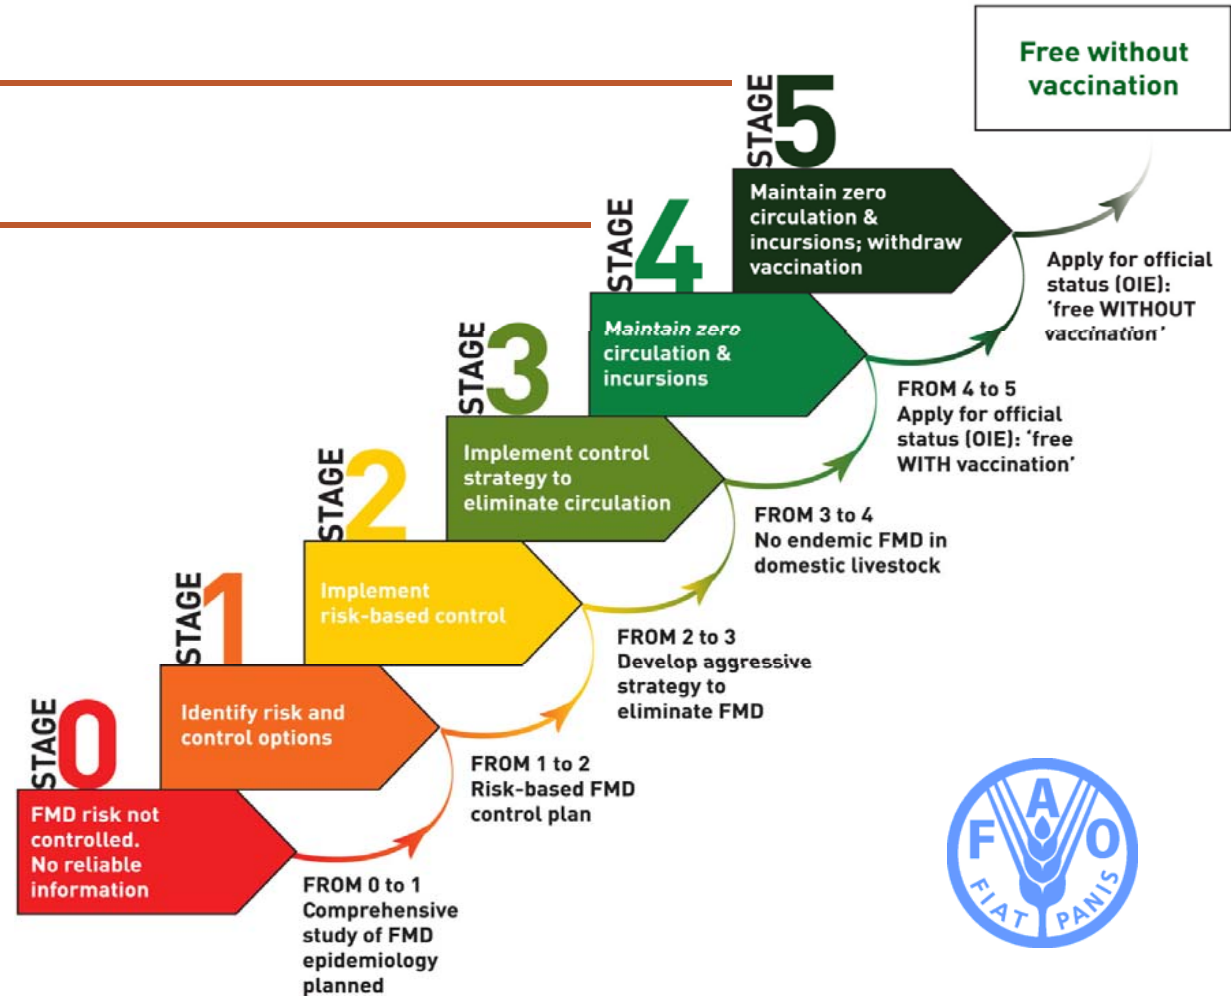 Free without
vaccination
STAGE 5
Maintain zero
circulation &
incursions; withdraw
vaccination
Apply for official
status (OIE):
‘free WITHOUT
vaccination’
STAGE 4
Maintain zero
circulation &
incursions
FROM 4 to 5
Apply for official
status (OIE): ‘free
WITH vaccination’
STAGE 3
Implement control
strategy to
eliminate circulation
FROM 3 to 4
No endemic FMD in
domestic livestock
STAGE 2
Implement
risk-based control
FROM 2 to 3
Develop aggressive
strategy to
eliminate FMD
STAGE 1
Identify risk and
control options
FROM 1 to 2
Risk-based FMD
control plan
STAGE 0
FMD risk not
controlled.
No reliable
information
FROM 0 to 1
Comprehensive
study of FMD
epidemiology
planned
F A O
FIAT PANIS